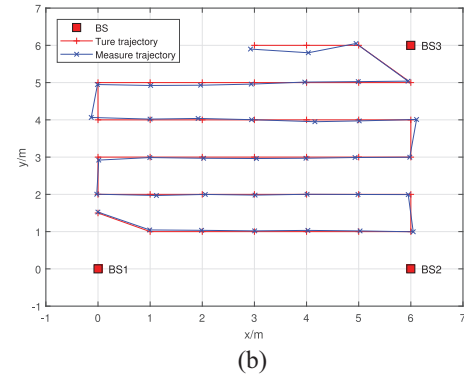 7
BS
Ture trajectory
Measure trajectory
6
BS3
5
4
y/m
3
2
1
0
BS1
BS2
-1
-1 0 1 2 3 4 5 6 7
x/m
(b)